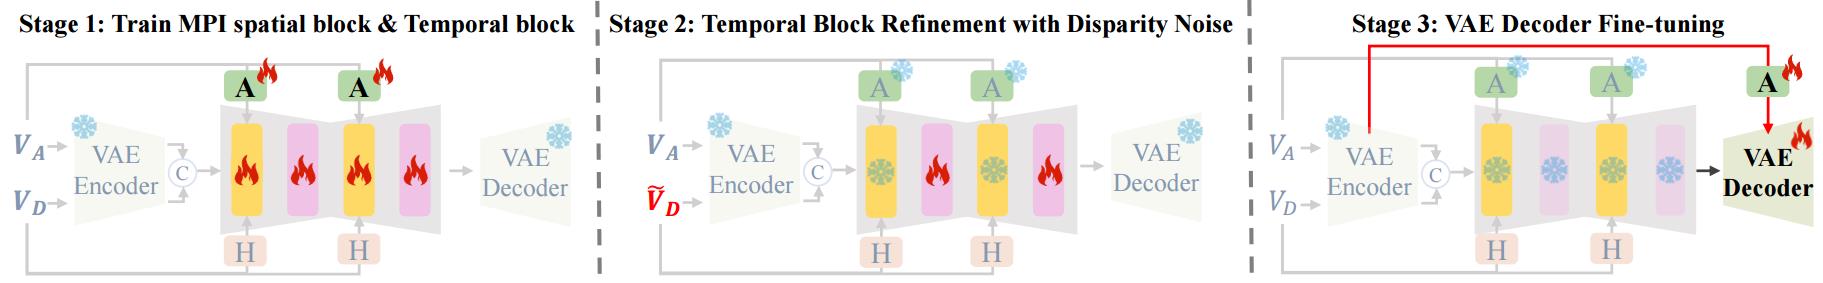 Stage 1: Train MPI spatial block & Temporal block
A
A
V_A
V_D
VAE
Encoder
C
VAE
Decoder
H
H
Stage 2: Temporal Block Refinement with Disparity Noise
A
A
V_A
Ṽ_D
VAE
Encoder
C
VAE
Decoder
H
H
Stage 3: VAE Decoder Fine-tuning
A
A
A
V_A
V_D
VAE
Encoder
C
VAE
Decoder
H
H